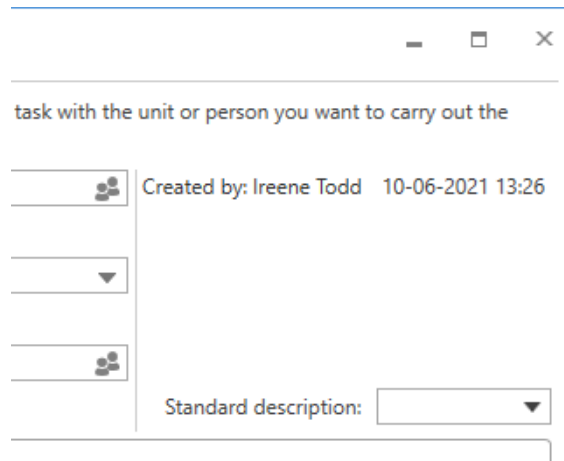 task with the unit or person you want to carry out the
Created by: Ireene Todd 10-06-2021 13:26
Standard description: